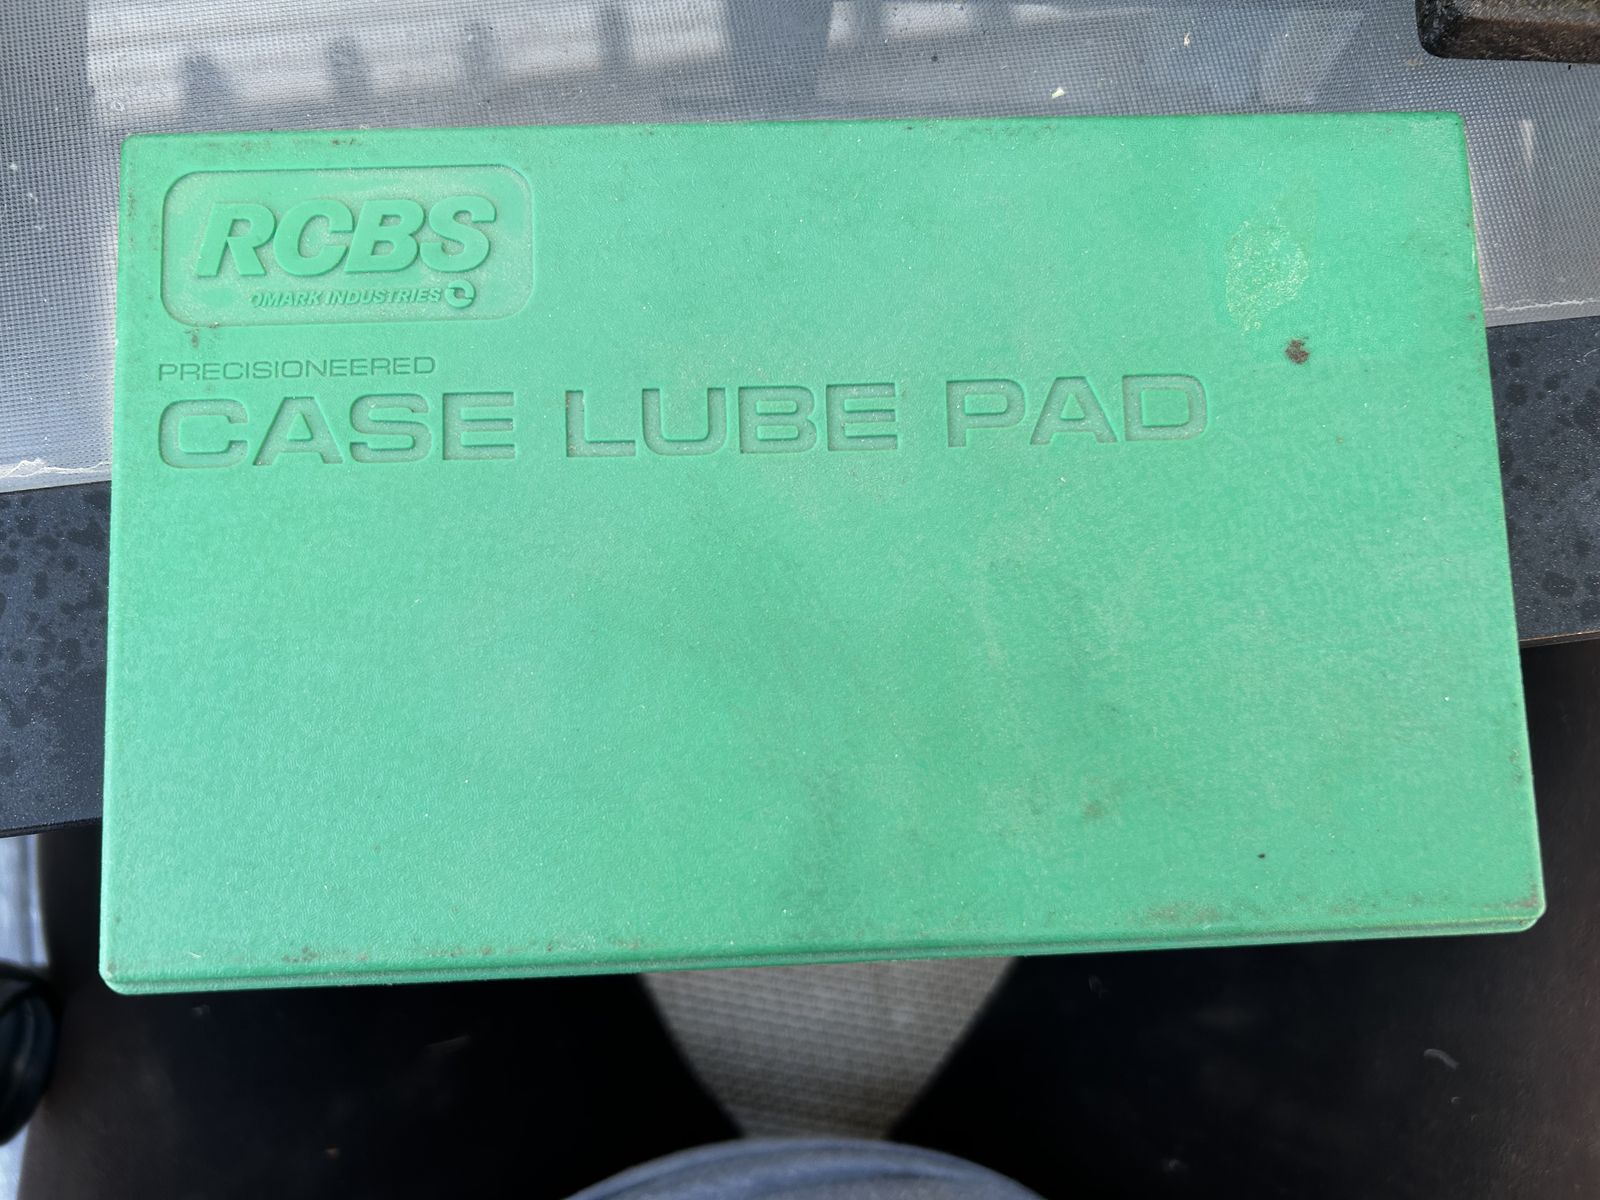 RCBS
OMARK INDUSTRIES
PRECISIONEERED
CASE LUBE PAD